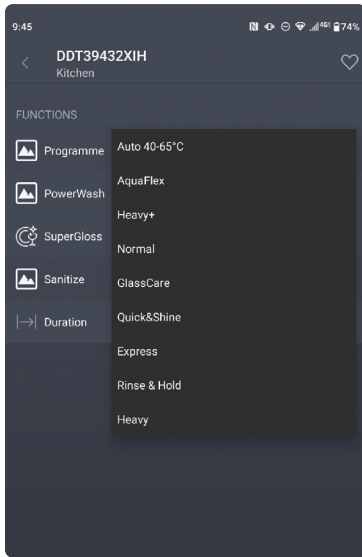 9:45
4G! 74%
DDT39432XIH
Kitchen
FUNCTIONS
Programme
PowerWash
SuperGloss
Sanitize
Duration
Auto 40-65°C
AquaFlex
Heavy+
Normal
GlassCare
Quick&Shine
Express
Rinse & Hold
Heavy